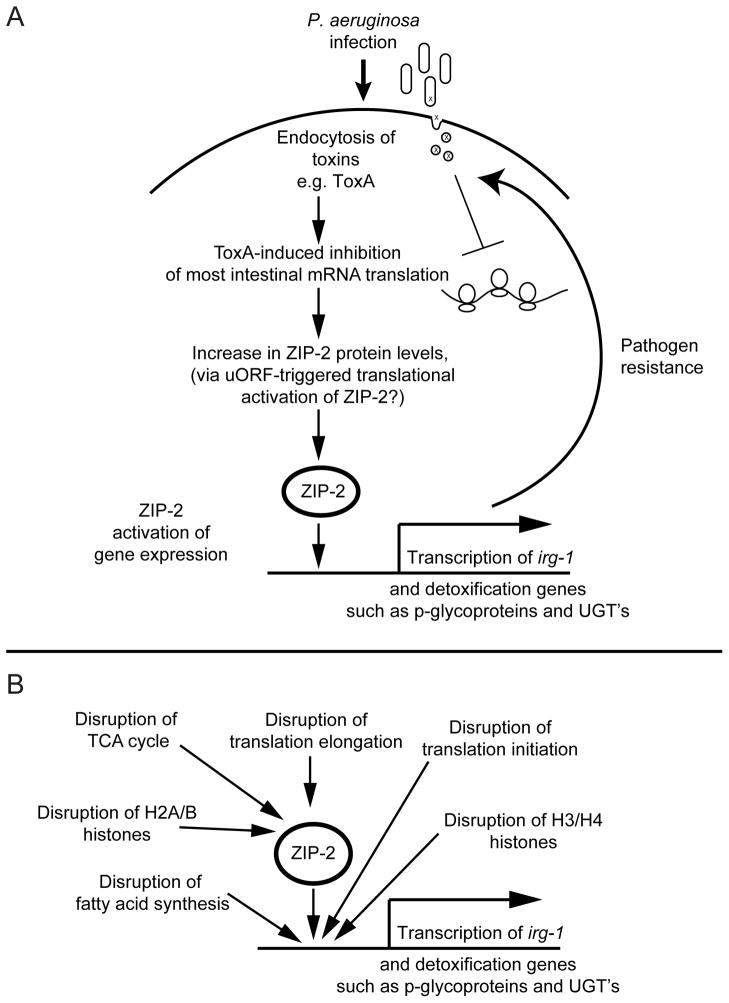 A
P. aeruginosa
infection
x
x
x
x
x
Endocytosis of
toxins
e.g. ToxA
ToxA-induced inhibition
of most intestinal mRNA translation
Increase in ZIP-2 protein levels,
(via uORF-triggered translational
activation of ZIP-2?)
Pathogen
resistance
ZIP-2
ZIP-2
activation of
gene expression
Transcription of irg-1
and detoxification genes
such as p-glycoproteins and UGT's
B
Disruption of
TCA cycle
Disruption of
translation elongation
Disruption of
translation initiation
Disruption of H2A/B
histones
Disruption of H3/H4
histones
ZIP-2
Disruption of
fatty acid synthesis
Transcription of irg-1
and detoxification genes
such as p-glycoproteins and UGT's